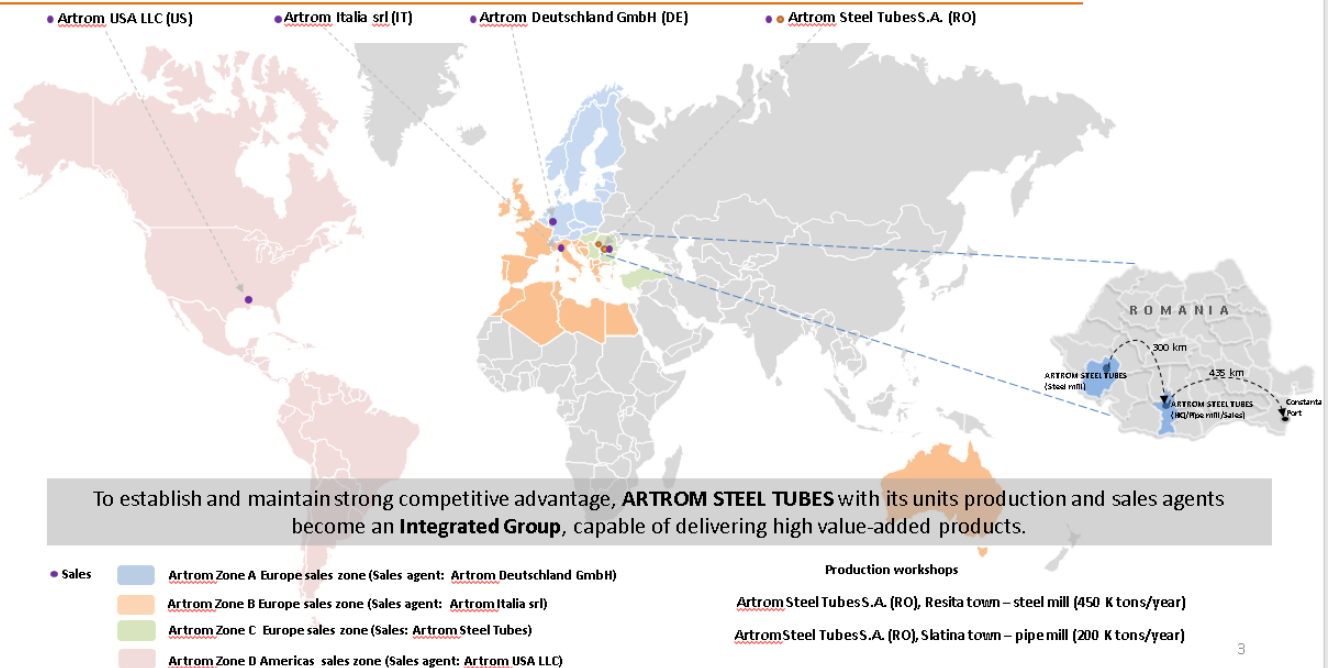 Artrom USA LLC (US)
Artrom Italia srl (IT)
Artrom Deutschland GmbH (DE)
Artrom Steel Tubes S.A. (RO)
ROMANIA
300 km
ARTROM STEEL TUBES
(Steel mill)
435 km
ARTROM STEEL TUBES
(HQ/Pipe mill/Sales)
Constanta
Port
To establish and maintain strong competitive advantage, ARTROM STEEL TUBES with its units production and sales agents
become an Integrated Group, capable of delivering high value-added products.
Sales
Artrom Zone A Europe sales zone (Sales agent: Artrom Deutschland GmbH)
Artrom Zone B Europe sales zone (Sales agent: Artrom Italia srl)
Artrom Zone C Europe sales zone (Sales: Artrom Steel Tubes)
Artrom Zone D Americas sales zone (Sales agent: Artrom USA LLC)
Production workshops
Artrom Steel Tubes S.A. (RO), Resita town – steel mill (450 K tons/year)
Artrom Steel Tubes S.A. (RO), Slatina town – pipe mill (200 K tons/year)
3